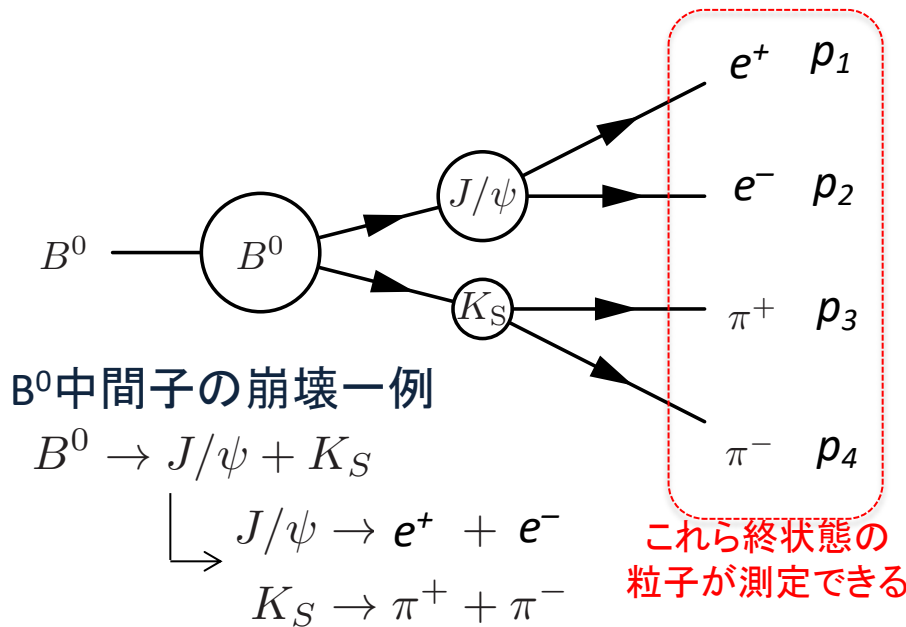 e⁺ p₁
J/ψ
e⁻ p₂
B⁰ B⁰
K_S
π⁺ p₃
B⁰中間子の崩壊一例
B⁰ → J/ψ + K_S
π⁻ p₄
J/ψ → e⁺ + e⁻
K_S → π⁺ + π⁻
これら終状態の
粒子が測定できる